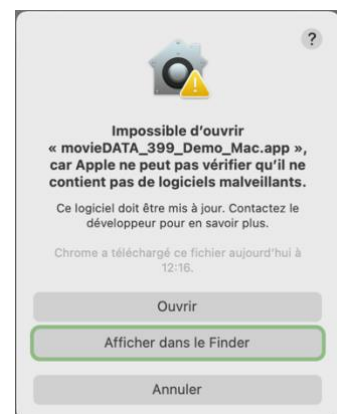 ?
Impossible d'ouvrir
« movieDATA_399_Demo_Mac.app »,
car Apple ne peut pas vérifier qu'il ne
contient pas de logiciels malveillants.
Ce logiciel doit être mis à jour. Contactez le
développeur pour en savoir plus.
Chrome a téléchargé ce fichier aujourd'hui à
12:16.
Ouvrir
Afficher dans le Finder
Annuler